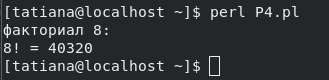 [tatiana@localhost ~]$ perl P4.pl
факториал 8:
8! = 40320
[tatiana@localhost ~]$